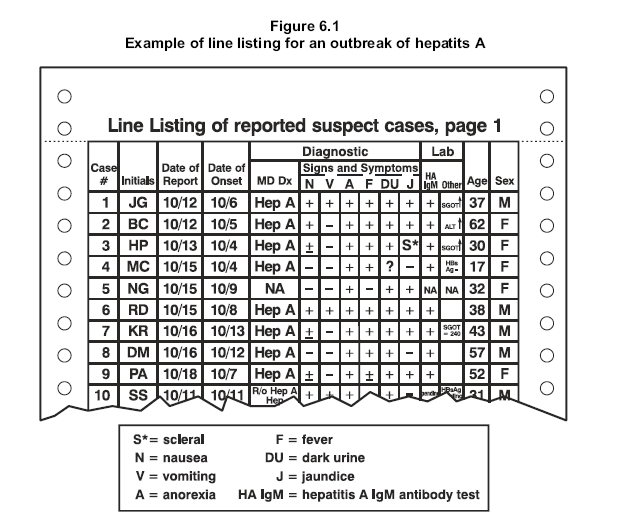 Figure 6.1
Example of line listing for an outbreak of hepatits A
Line Listing of reported suspect cases, page 1
Diagnostic Lab
Signs and Symptoms
Case # Initials Date of Report Date of Onset MD Dx N V A F DU J HA IgM Other Age Sex
1 JG 10/12 10/6 Hep A + + + + + + + SGOT↑ 37 M
2 BC 10/12 10/5 Hep A + – + + + + + ALT↑ 62 F
3 HP 10/13 10/4 Hep A ± – + + + S* + SGOT↑ 30 F
4 MC 10/15 10/4 Hep A – – + + ? – + HBs Ag – 17 F
5 NG 10/15 10/9 NA – – + – + + NA NA 32 F
6 RD 10/15 10/8 Hep A + + + + + + + 38 M
7 KR 10/16 10/13 Hep A ± – + + + + + SGOT = 240 43 M
8 DM 10/16 10/12 Hep A – – + + + – + 57 M
9 PA 10/18 10/7 Hep A ± – + ± + + + 52 F
10 SS 10/11 10/11 R/o Hep A Hep + + – HBsAg 31 M
S* = scleral F = fever
N = nausea DU = dark urine
V = vomiting J = jaundice
A = anorexia HA IgM = hepatitis A IgM antibody test